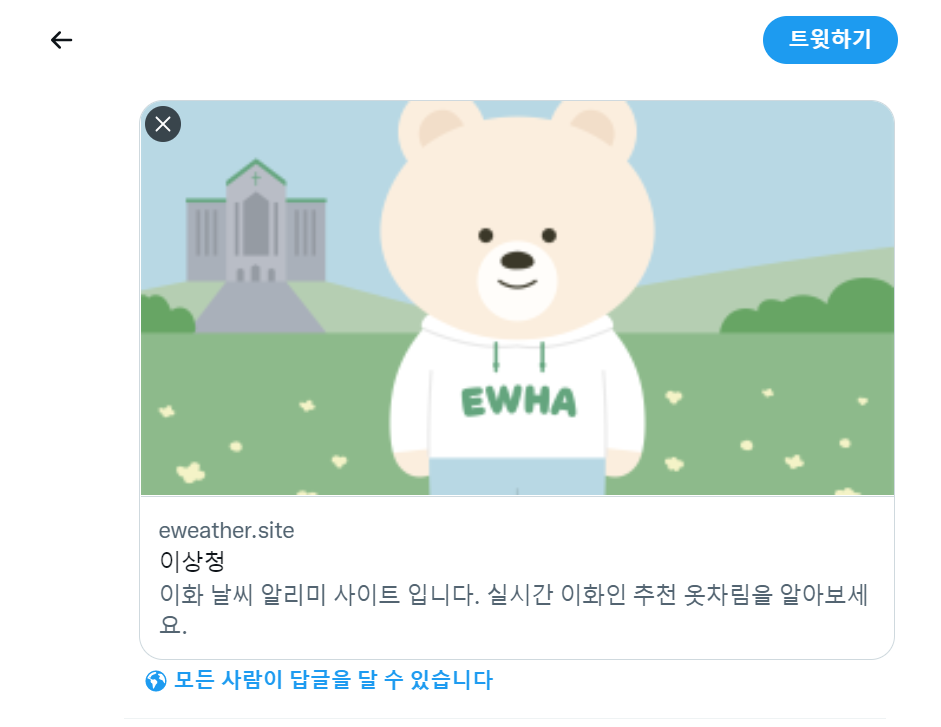 트윗하기
EWHA
eweather.site
이상청
이화 날씨 알리미 사이트 입니다. 실시간 이화인 추천 옷차림을 알아보세
요.
모든 사람이 답글을 달 수 있습니다